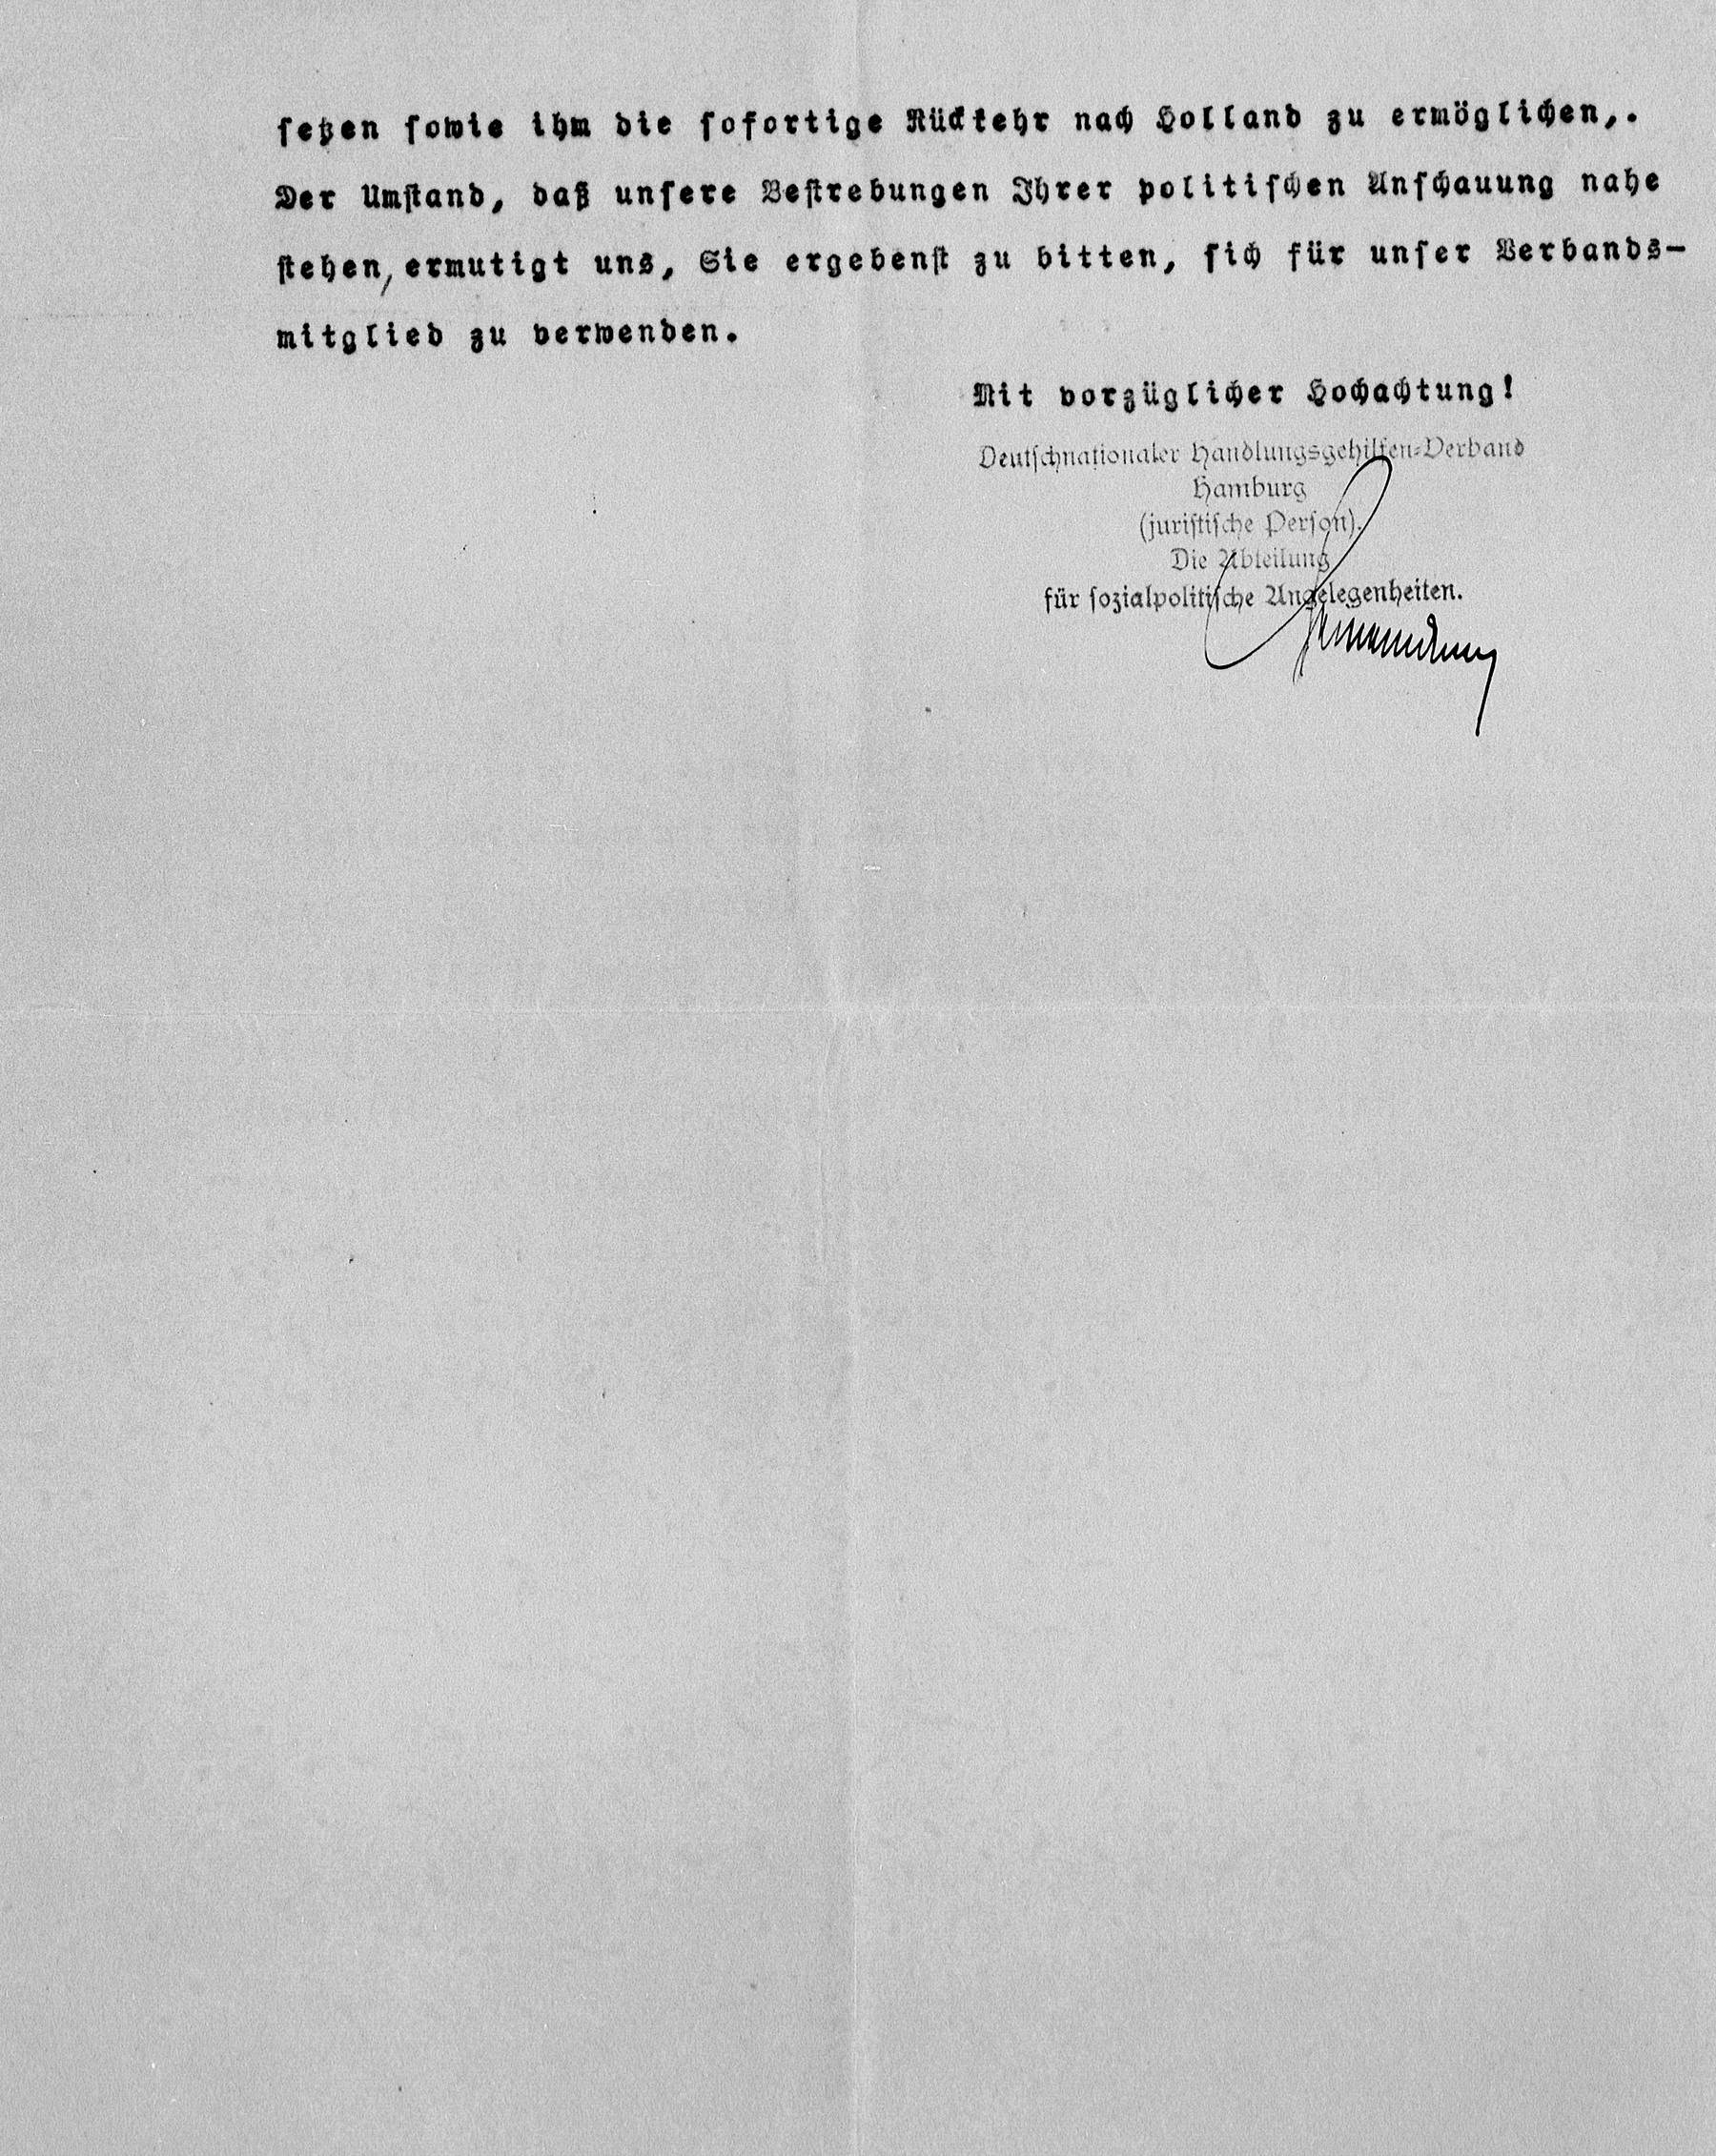 setzen sowie ihm die sofortige Rückkehr nach Holland zu ermöglichen,.
Der Umstand, daß unsere Bestrebungen Ihrer politischen Anschauung nahe
stehen, ermutigt uns, Sie ergebenst zu bitten, sich für unser Verbands-
mitglied zu verwenden.
Mit vorzüglicher Hochachtung!
Deutschnationaler Handlungsgehilfen-Verband
Hamburg
(juristische Person).
Die Abteilung
für sozialpolitische Angelegenheiten.